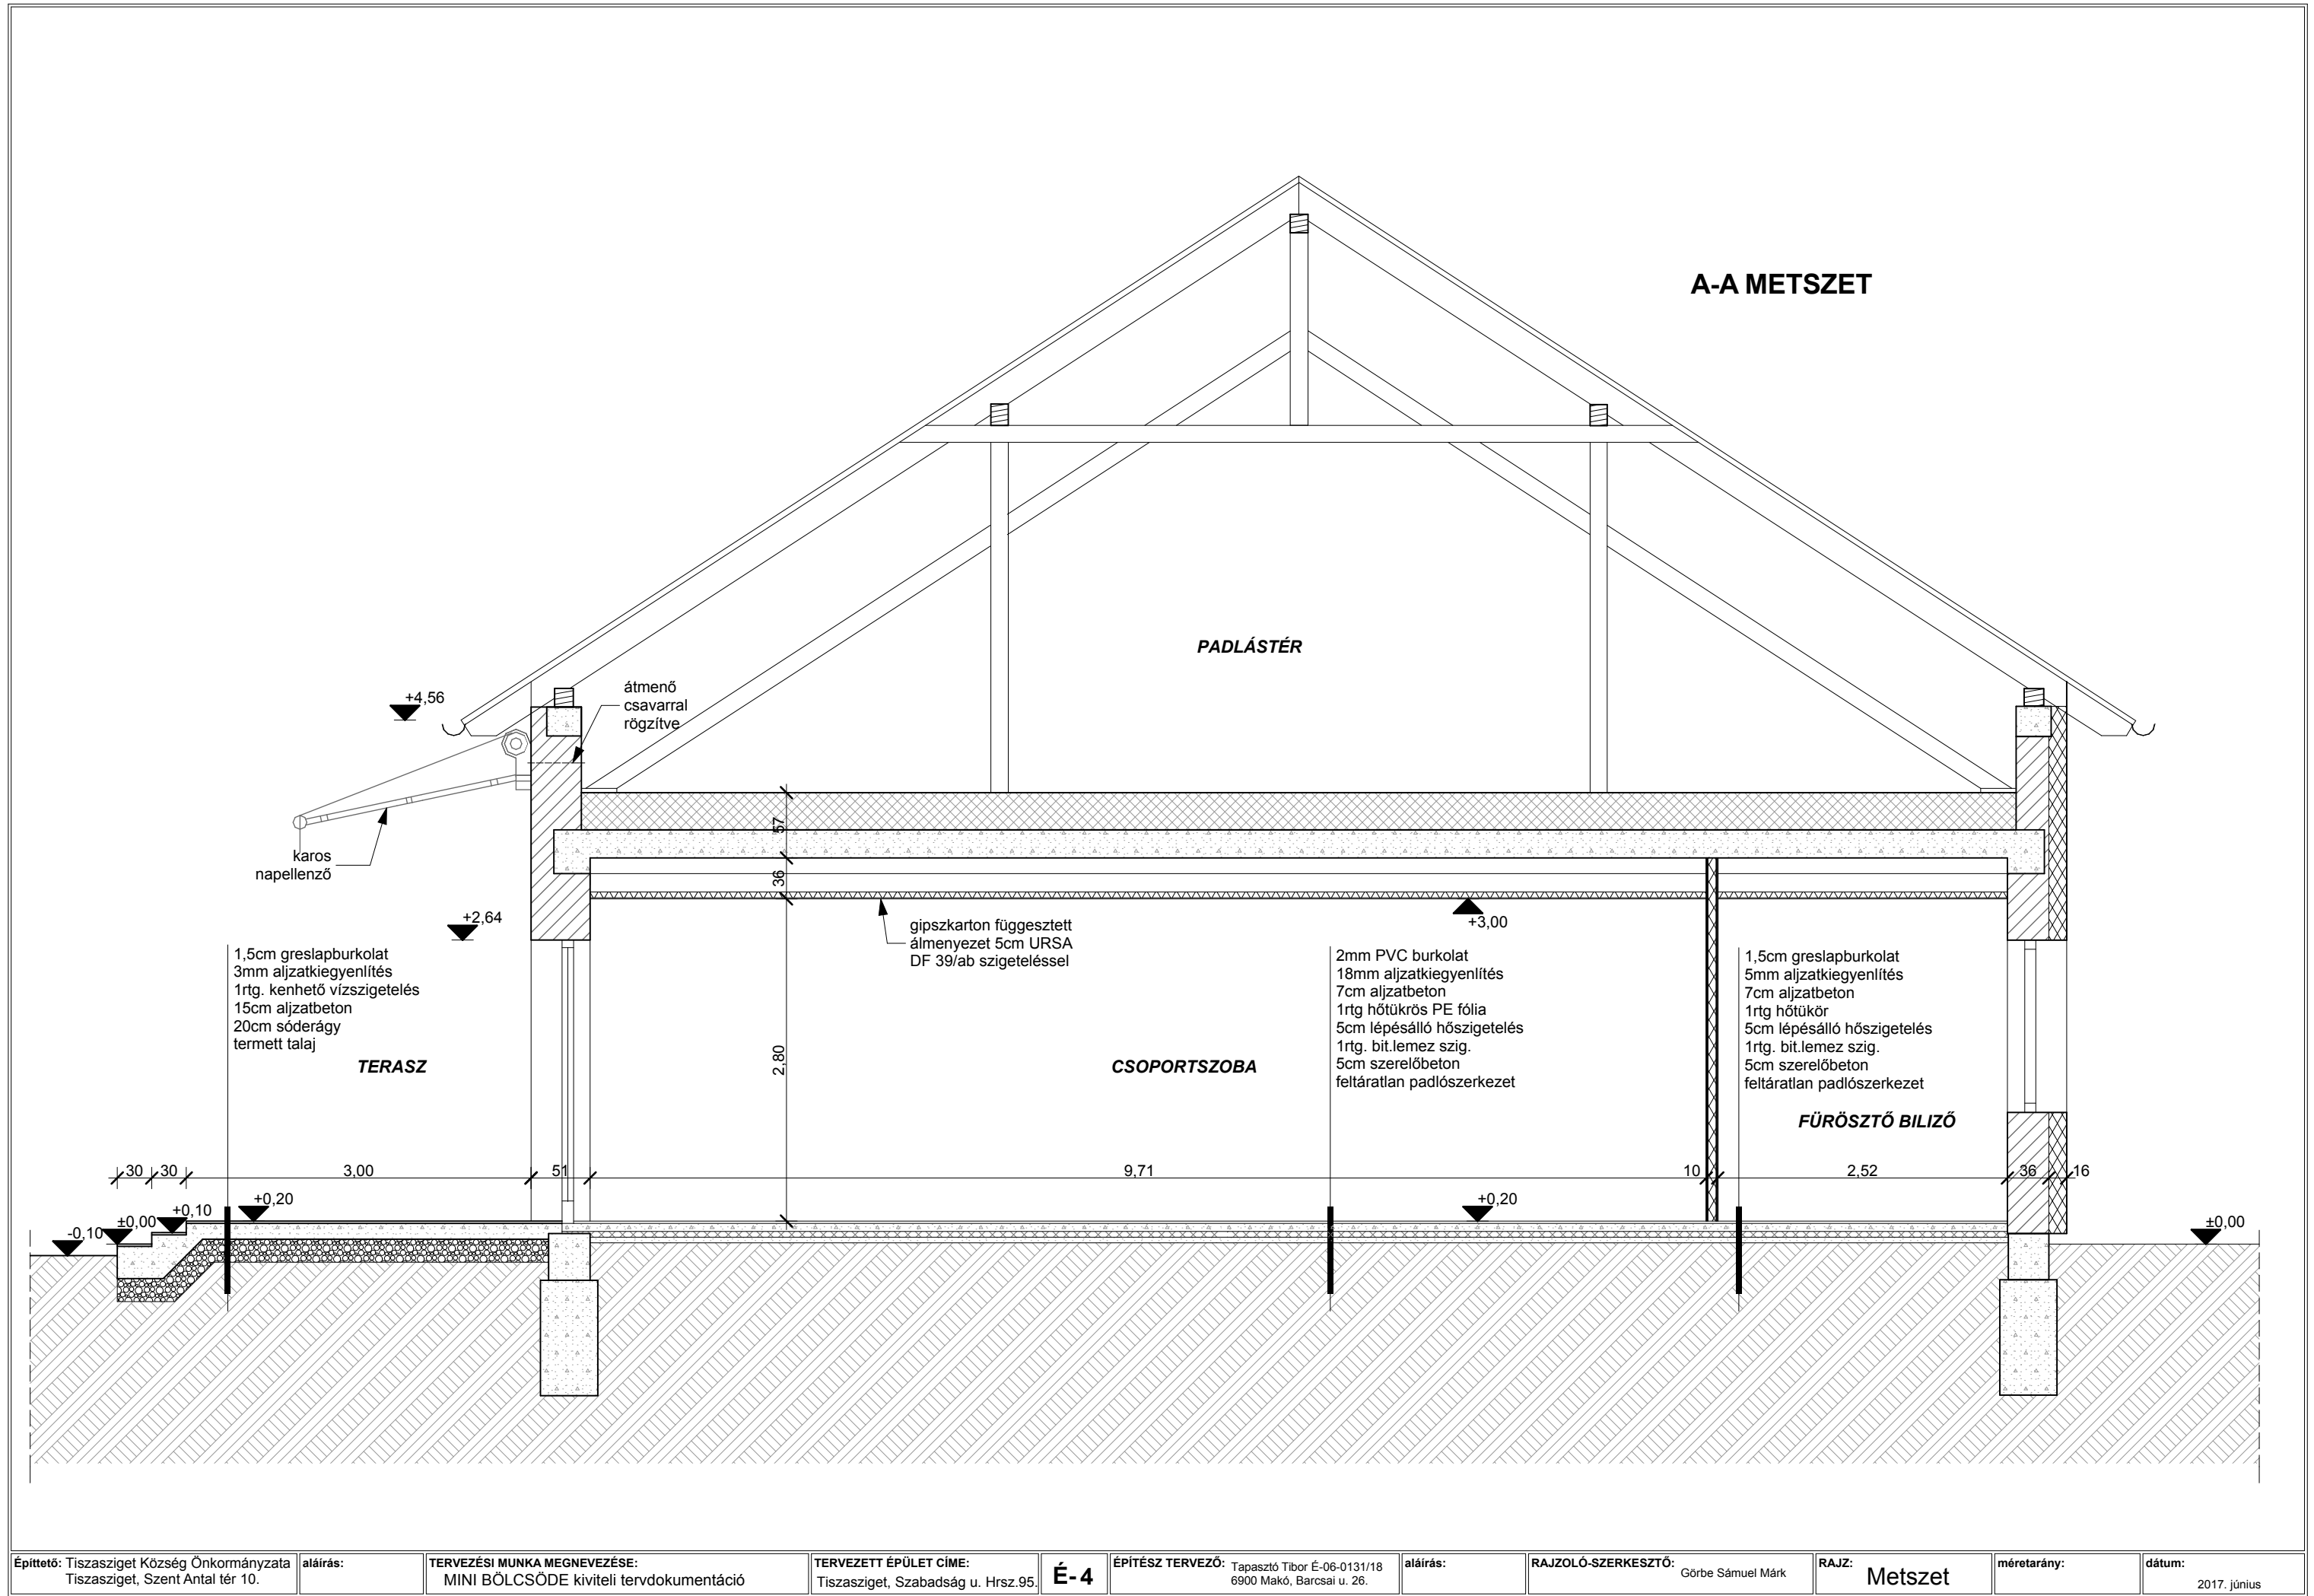 A-A METSZET
PADLÁSTÉR
+4,56
átmenő
csavarral
rögzítve
karos
napellenző
57
36
+2,64
gipszkarton függesztett
álmenyezet 5cm URSA
DF 39/ab szigeteléssel
+3,00
1,5cm greslapburkolat
3mm aljzatkiegyenlítés
1rtg. kenhető vízszigetelés
15cm aljzatbeton
20cm sóderágy
termett talaj
TERASZ
2,80
CSOPORTSZOBA
2mm PVC burkolat
18mm aljzatkiegyenlítés
7cm aljzatbeton
1rtg hőtükrös PE fólia
5cm lépésálló hőszigetelés
1rtg. bit.lemez szig.
5cm szerelőbeton
feltáratlan padlószerkezet
1,5cm greslapburkolat
5mm aljzatkiegyenlítés
7cm aljzatbeton
1rtg hőtükör
5cm lépésálló hőszigetelés
1rtg. bit.lemez szig.
5cm szerelőbeton
feltáratlan padlószerkezet
FÜRÖSZTŐ BILIZŐ
30 30 3,00 51 9,71 10 2,52 36 16
-0,10 ±0,00 +0,10 +0,20 +0,20 ±0,00
Építtető: Tiszasziget Község Önkormányzata
Tiszasziget, Szent Antal tér 10.
aláírás:
TERVEZÉSI MUNKA MEGNEVEZÉSE:
MINI BÖLCSÖDE kiviteli tervdokumentáció
TERVEZETT ÉPÜLET CÍME:
Tiszasziget, Szabadság u. Hrsz.95.
É-4
ÉPÍTÉSZ TERVEZŐ: Tapasztó Tibor É-06-0131/18
6900 Makó, Barcsai u. 26.
aláírás:
RAJZOLÓ-SZERKESZTŐ: Görbe Sámuel Márk
RAJZ:
Metszet
méretarány:
dátum:
2017. június